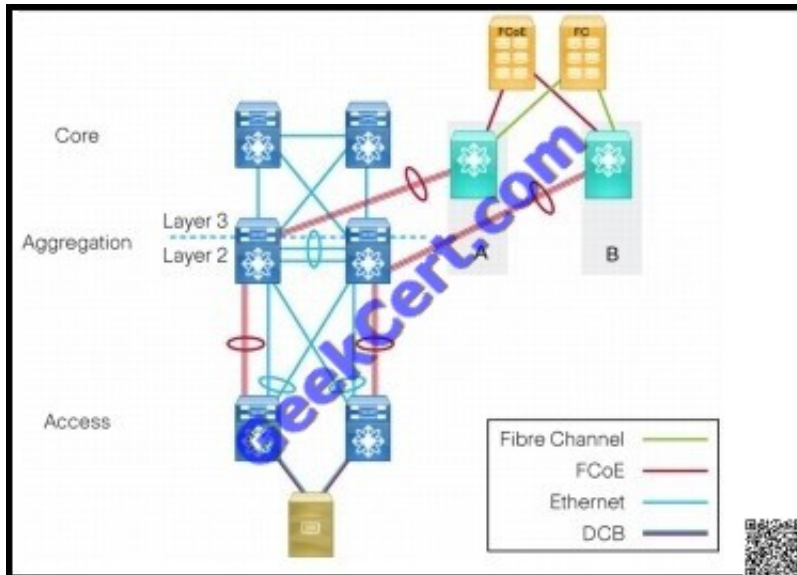 FCoE
FC
Core
Layer 3
Aggregation
Layer 2
A
B
Access
Fibre Channel
FCoE
Ethernet
DCB
GeekCert.com